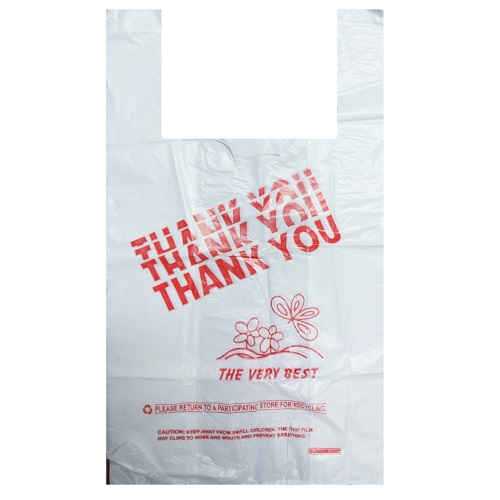 THANK YOU
THANK YOU
THANK YOU
THE VERY BEST
PLEASE RETURN TO A PARTICIPATING STORE FOR RECYCLING.
CAUTION: KEEP AWAY FROM SMALL CHILDREN. THE THIN FILM
MAY CLING TO NOSE AND MOUTH AND PREVENT BREATHING.